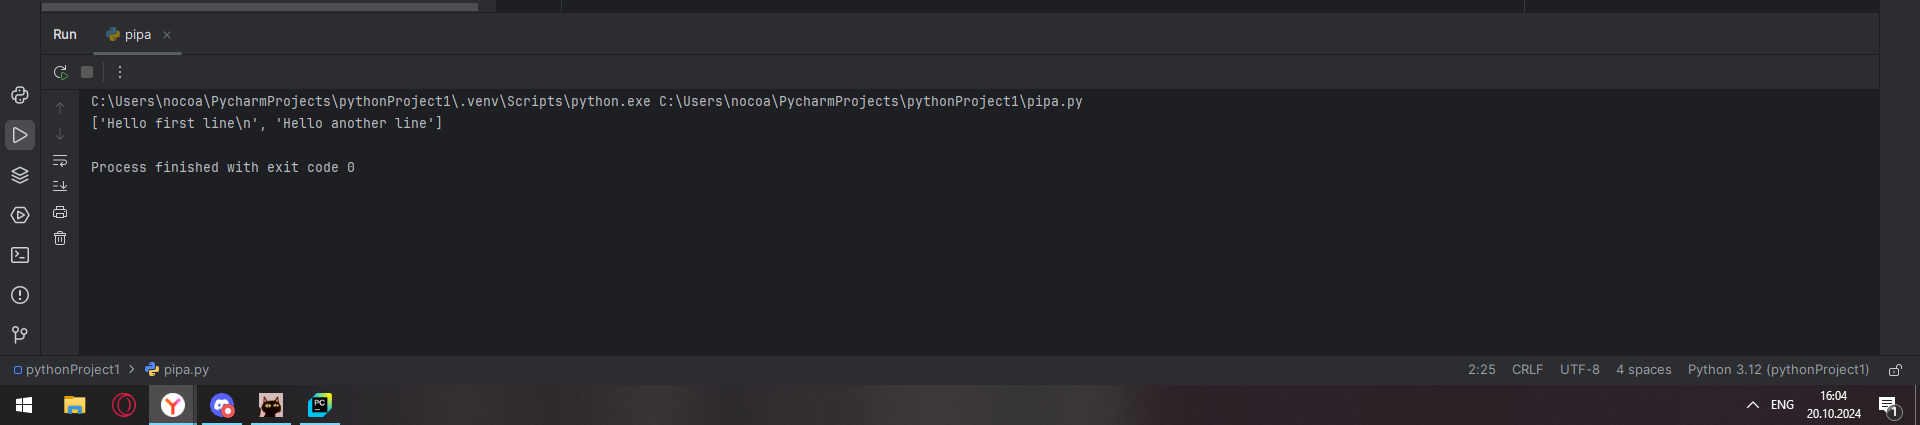 Run pipa
C:\Users\nocoa\PycharmProjects\pythonProject1\.venv\Scripts\python.exe C:\Users\nocoa\PycharmProjects\pythonProject1\pipa.py
['Hello first line\n', 'Hello another line']
Process finished with exit code 0
pythonProject1 > pipa.py 2:25 CRLF UTF-8 4 spaces Python 3.12 (pythonProject1)
PC
ENG
16:04
20.10.2024
1